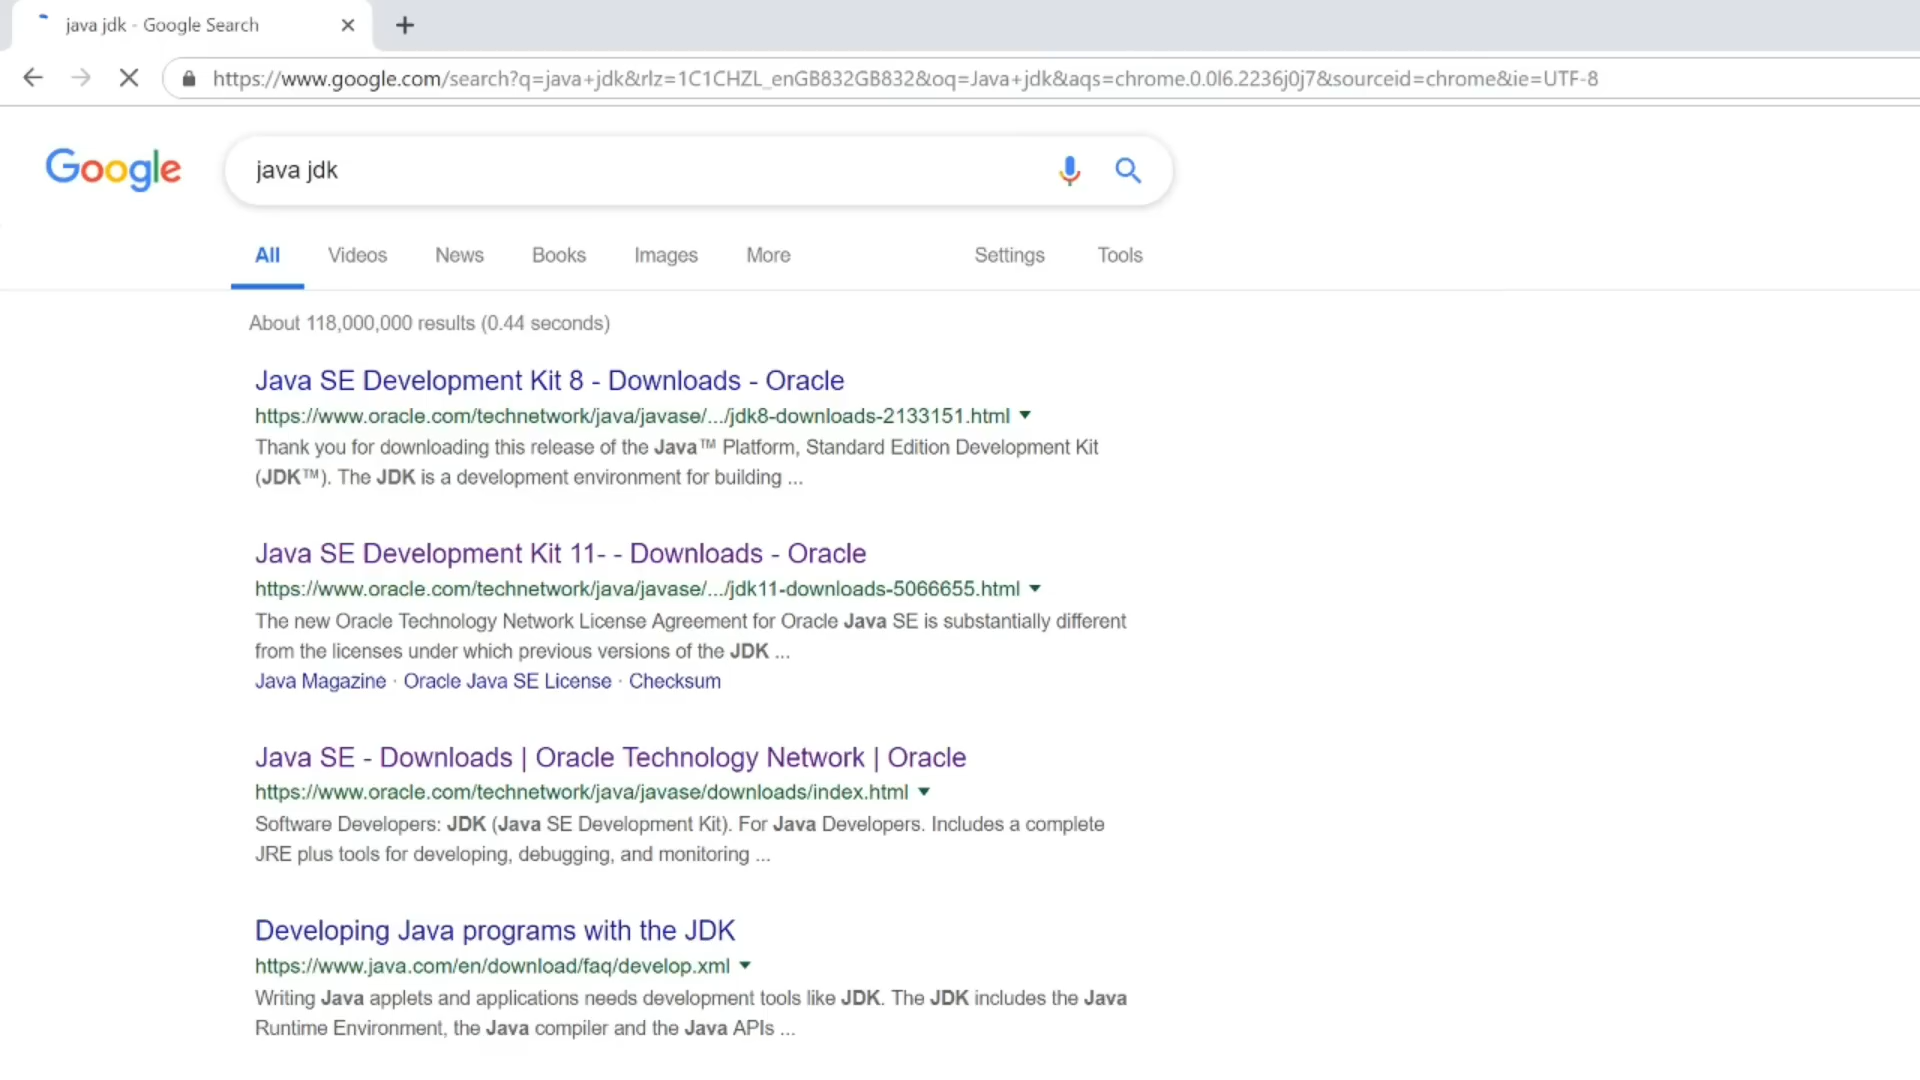 java jdk - Google Search
https://www.google.com/search?q=java+jdk&rlz=1C1CHZL_enGB832GB832&oq=Java+jdk&aqs=chrome.0.0l6.2236j0j7&sourceid=chrome&ie=UTF-8
Google
java jdk
All Videos News Books Images More Settings Tools
About 118,000,000 results (0.44 seconds)
Java SE Development Kit 8 - Downloads - Oracle
https://www.oracle.com/technetwork/java/javase/.../jdk8-downloads-2133151.html
Thank you for downloading this release of the Java™ Platform, Standard Edition Development Kit
(JDK™). The JDK is a development environment for building ...
Java SE Development Kit 11- - Downloads - Oracle
https://www.oracle.com/technetwork/java/javase/.../jdk11-downloads-5066655.html
The new Oracle Technology Network License Agreement for Oracle Java SE is substantially different
from the licenses under which previous versions of the JDK ...
Java Magazine · Oracle Java SE License · Checksum
Java SE - Downloads | Oracle Technology Network | Oracle
https://www.oracle.com/technetwork/java/javase/downloads/index.html
Software Developers: JDK (Java SE Development Kit). For Java Developers. Includes a complete
JRE plus tools for developing, debugging, and monitoring ...
Developing Java programs with the JDK
https://www.java.com/en/download/faq/develop.xml
Writing Java applets and applications needs development tools like JDK. The JDK includes the Java
Runtime Environment, the Java compiler and the Java APIs ...